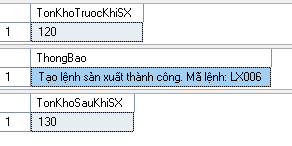 TonKhoTruocKhiSX
1 120
ThongBao
1 Tạo lệnh sản xuất thành công. Mã lệnh: LX006
TonKhoSauKhiSX
1 130